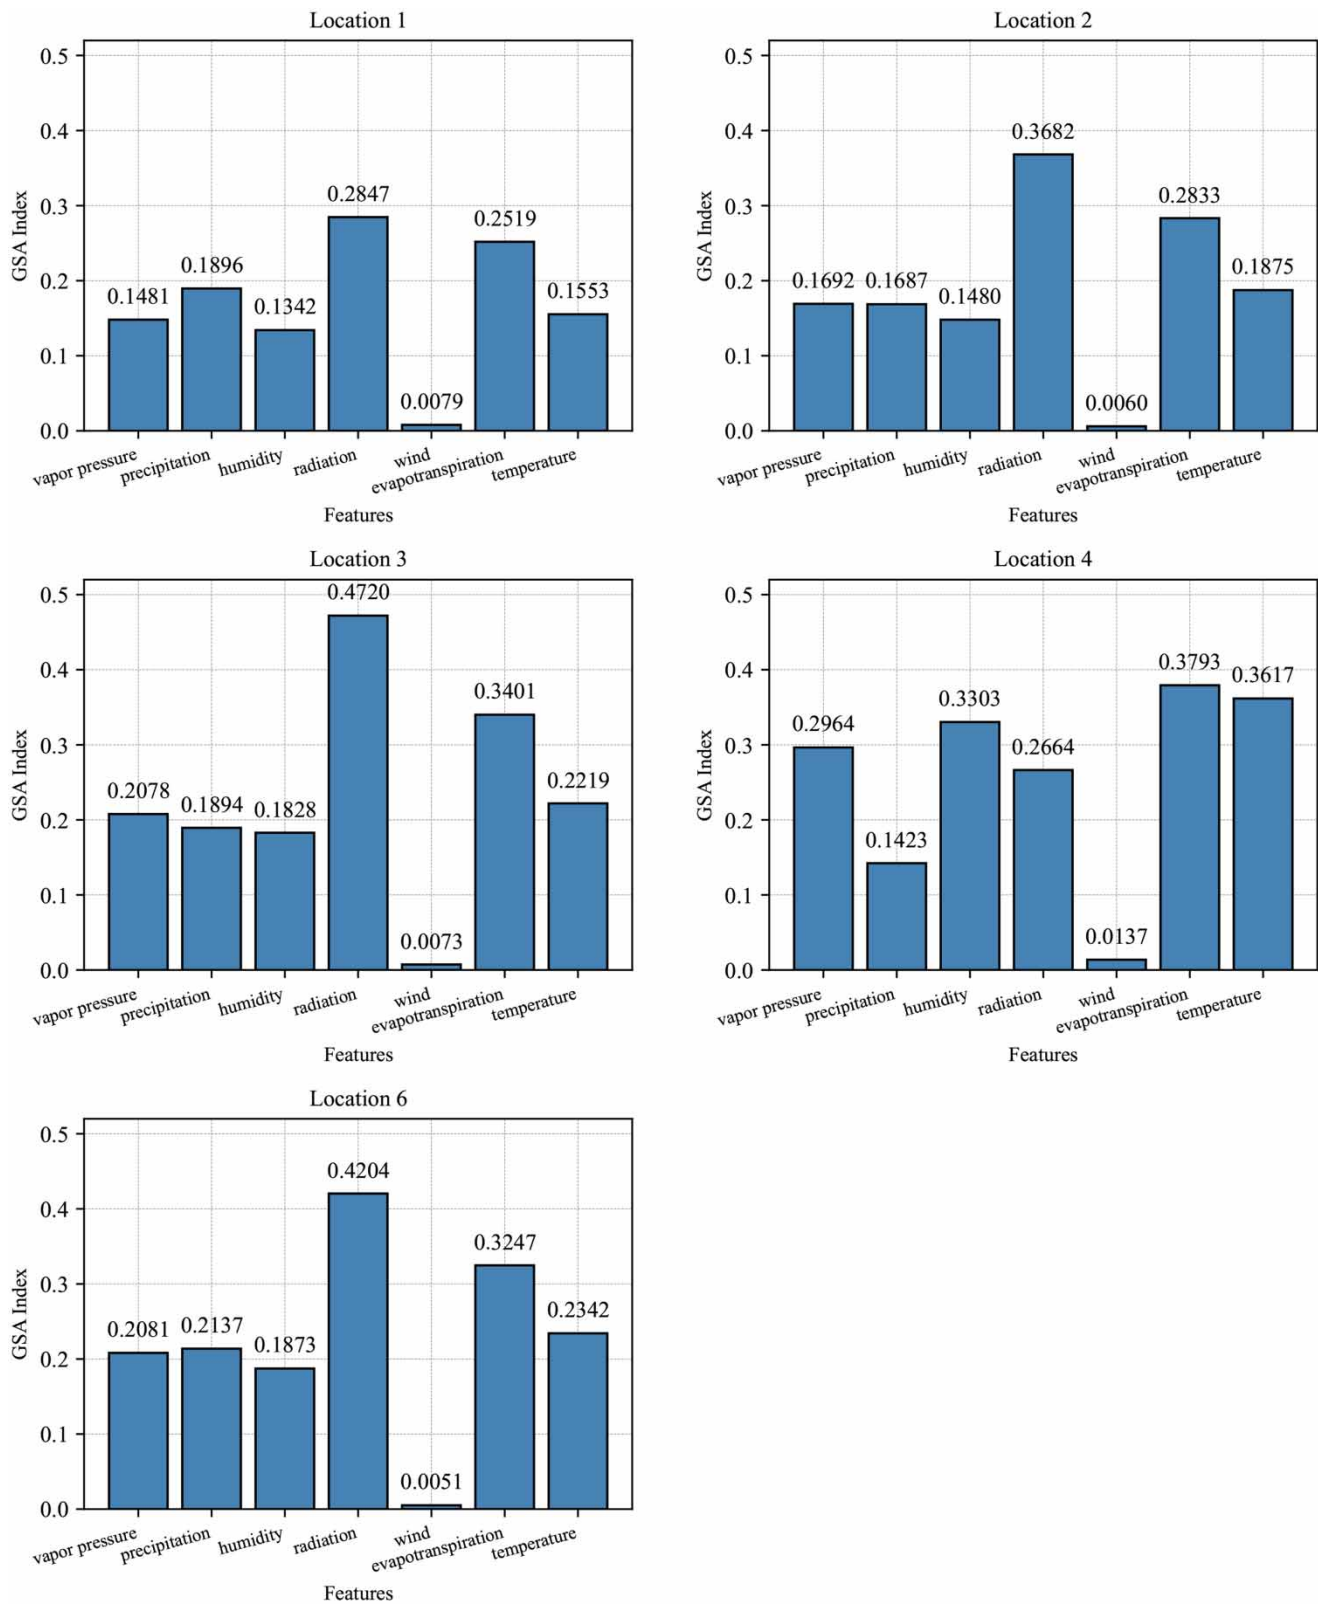 Location 1
GSA Index
0.5
0.4
0.3
0.2
0.1
0.0
0.1481
0.1896
0.1342
0.2847
0.0079
0.2519
0.1553
vapor pressure
precipitation
humidity
radiation
wind
evapotranspiration
temperature
Features
Location 2
GSA Index
0.5
0.4
0.3
0.2
0.1
0.0
0.1692
0.1687
0.1480
0.3682
0.0060
0.2833
0.1875
vapor pressure
precipitation
humidity
radiation
wind
evapotranspiration
temperature
Features
Location 3
GSA Index
0.5
0.4
0.3
0.2
0.1
0.0
0.2078
0.1894
0.1828
0.4720
0.0073
0.3401
0.2219
vapor pressure
precipitation
humidity
radiation
wind
evapotranspiration
temperature
Features
Location 4
GSA Index
0.5
0.4
0.3
0.2
0.1
0.0
0.2964
0.1423
0.3303
0.2664
0.0137
0.3793
0.3617
vapor pressure
precipitation
humidity
radiation
wind
evapotranspiration
temperature
Features
Location 6
GSA Index
0.5
0.4
0.3
0.2
0.1
0.0
0.2081
0.2137
0.1873
0.4204
0.0051
0.3247
0.2342
vapor pressure
precipitation
humidity
radiation
wind
evapotranspiration
temperature
Features